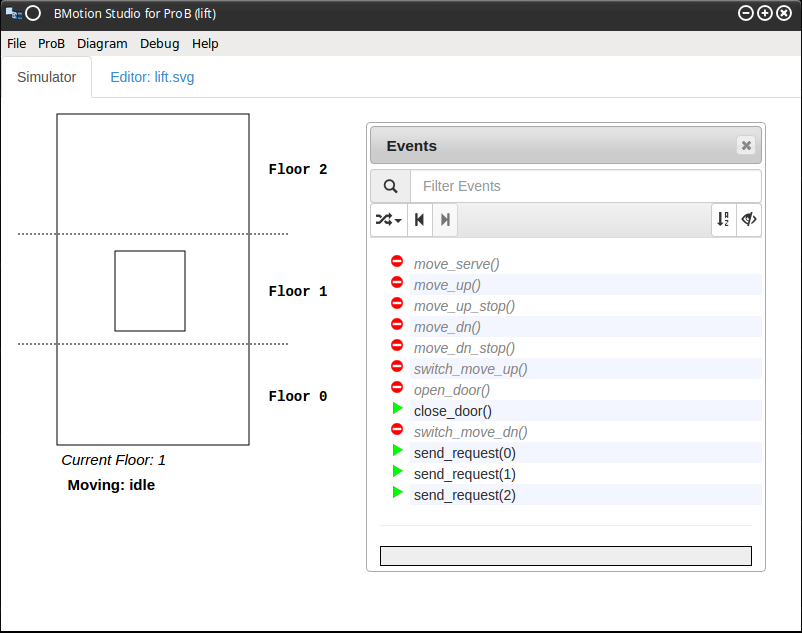 BMotion Studio for ProB (lift)
File ProB Diagram Debug Help
Simulator Editor: lift.svg
Floor 2
Floor 1
Floor 0
Current Floor: 1
Moving: idle
Events
Filter Events
move_serve()
move_up()
move_up_stop()
move_dn()
move_dn_stop()
switch_move_up()
open_door()
close_door()
switch_move_dn()
send_request(0)
send_request(1)
send_request(2)